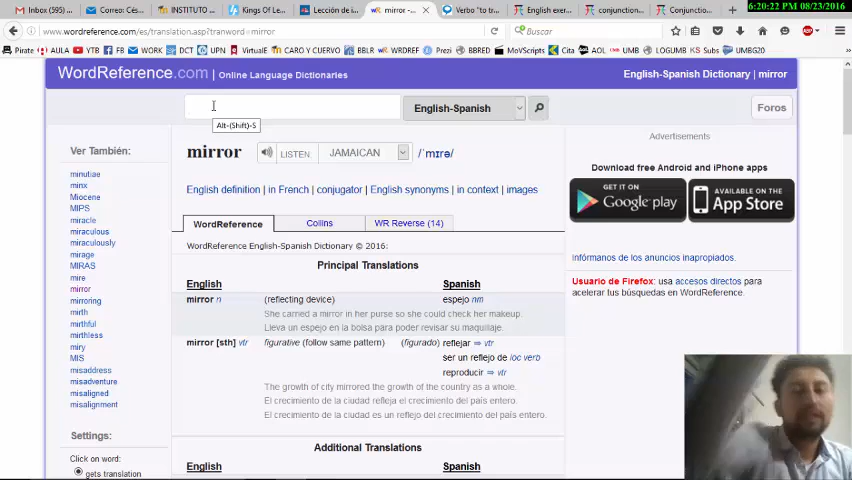 Inbox (595)
Correo: Cés
INSTITUTO
Kings Of Le
Lección de i
mirror -
Verbo "to tr
English exer
conjunction
Conjunctio
6:20:22 PM 08/23/2016
www.wordreference.com/es/translation.asp?tranword=mirror
Buscar
AULA YTB FB DCT UPN VirtualE CARO Y CUERVO BBLR WRDREF PrmO BBCE MovScripts Cita AOL LOGUMB KS Subs UMBG20
WordReference.com | Online Language Dictionaries
English-Spanish Dictionary | mirror
English-Spanish
Foros
Alt-(Shift)-S
Advertisements
Ver También:
mirror LISTEN JAMAICAN /ˈmɪrə/
Download free Android and iPhone apps
minutiae
minx
Miocene
MIPS
miracle
miraculous
miraculously
mirage
MIRAS
mire
mirror
mirroring
mirth
mirthful
mirthless
miry
MIS
misaddress
misadventure
misaligned
misalignment
English definition | in French | conjugator | English synonyms | in context | images
GET IT ON
Google play
AVAILABLE ON THE
App Store
WordReference Collins WR Reverse (14)
WordReference English-Spanish Dictionary © 2016:
Principal Translations
English Spanish
mirror n (reflecting device) espejo nm
She carried a mirror in her purse so she could check her makeup.
Lleva un espejo en la bolsa para poder revisar su maquillaje.
mirror [sth] vtr figurative (follow same pattern) (figurado) reflejar ⇒ vtr
ser un reflejo de loc verb
reproducir ⇒ vtr
The growth of city mirrored the growth of the country as a whole.
El crecimiento de la ciudad refleja el crecimiento del país entero.
El crecimiento de la ciudad es un reflejo del crecimiento del país entero.
Additional Translations
English Spanish
Infórmanos de los anuncios inapropiados.
Usuario de Firefox: usa accesos directos para
acelerar tus búsquedas en WordReference.
Settings:
Click on word:
gets translation